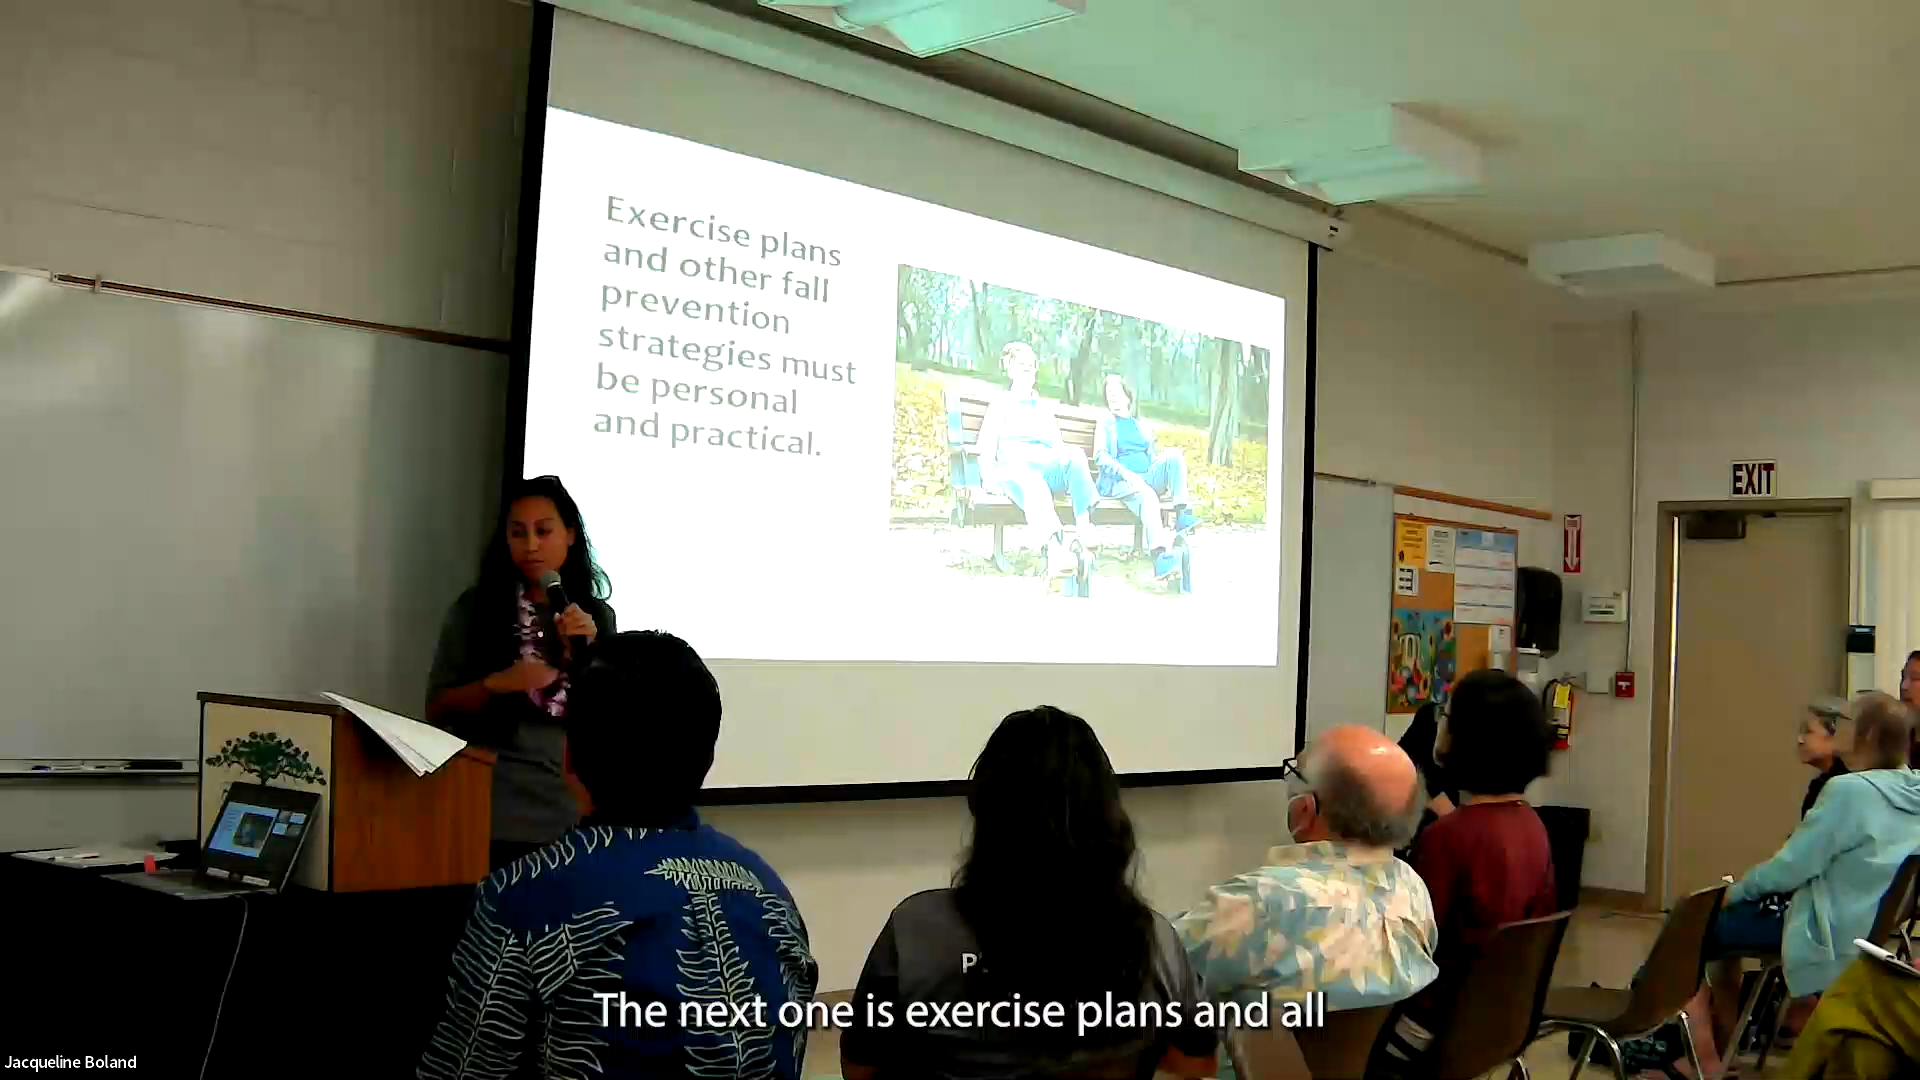 Exercise plans
and other fall
prevention
strategies must
be personal
and practical.
EXIT
The next one is exercise plans and all
Jacqueline Boland